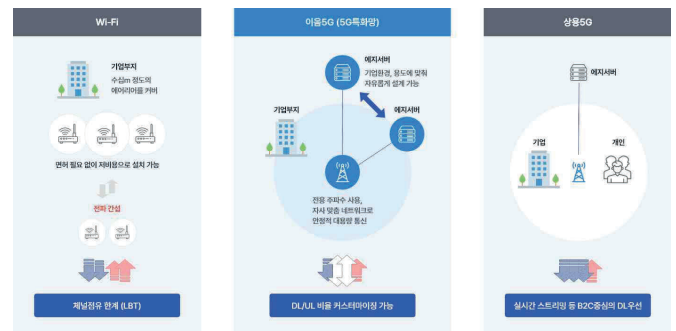 Wi-Fi
기업부지
수십m 정도의
에어리어를 커버
면허 필요 없이 저비용으로 설치 가능
전파 간섭
채널점유 한계 (LBT)
이음5G (5G특화망)
에지서버
기업환경, 용도에 맞춰
자유롭게 설계 가능
기업부지
에지서버
전용 주파수 사용,
자사 맞춤 네트워크로
안정적 대용량 통신
DL/UL 비율 커스터마이징 가능
상용5G
에지서버
기업
개인
실시간 스트리밍 등 B2C중심의 DL우선